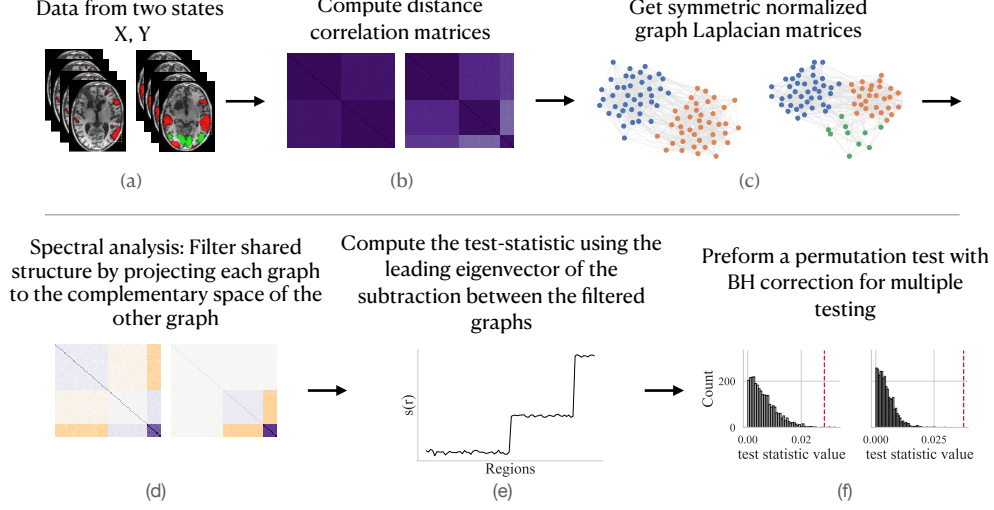 Data from two states
X, Y
(a)
Compute distance
correlation matrices
(b)
Get symmetric normalized
graph Laplacian matrices
(c)
Spectral analysis: Filter shared
structure by projecting each graph
to the complementary space of the
other graph
(d)
Compute the test-statistic using the
leading eigenvector of the
subtraction between the filtered
graphs
s(r)
Regions
(e)
Preform a permutation test with
BH correction for multiple
testing
Count
200
0
0.00 0.02
test statistic value
0.000 0.025
test statistic value
(f)